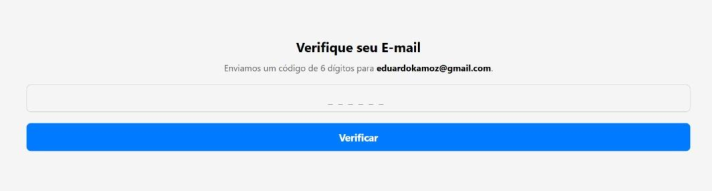 Verifique seu E-mail
Enviamos um código de 6 dígitos para eduardokamoz@gmail.com.
_ _ _ _ _ _
Verificar